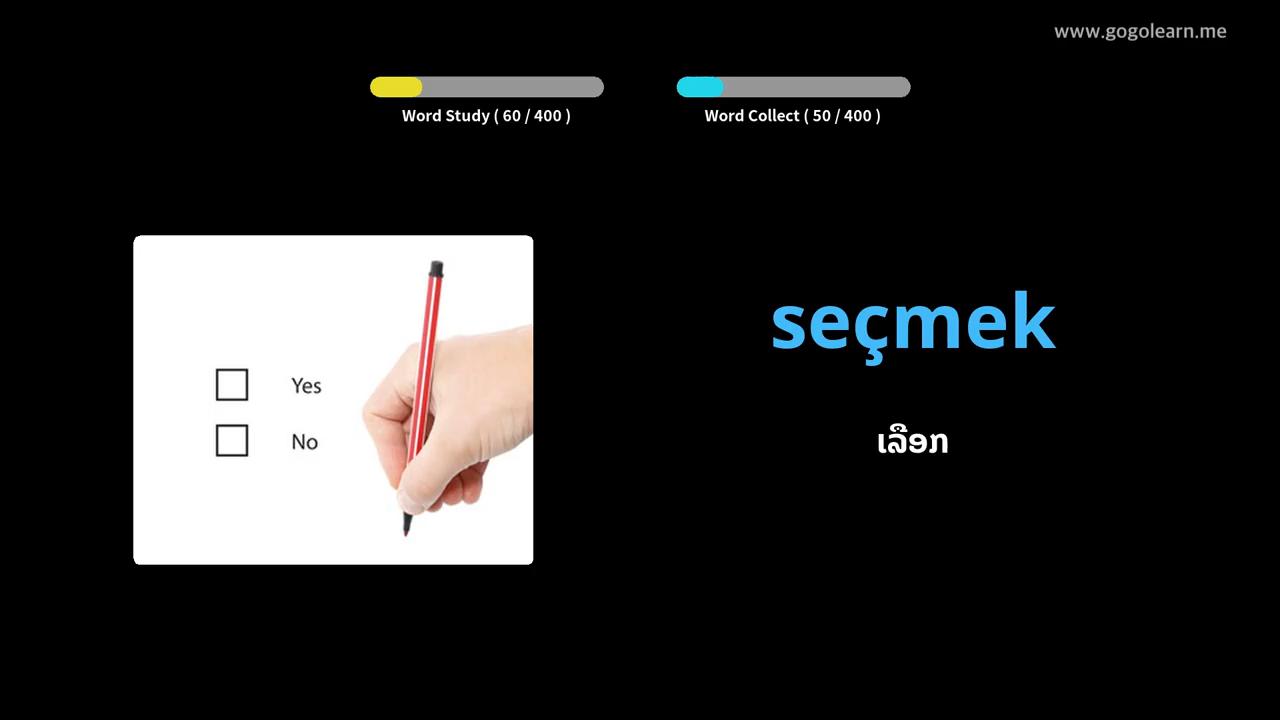 www.gogolearn.me
Word Study ( 60 / 400 )
Word Collect ( 50 / 400 )
Yes
No
seçmek
ເລືອກ